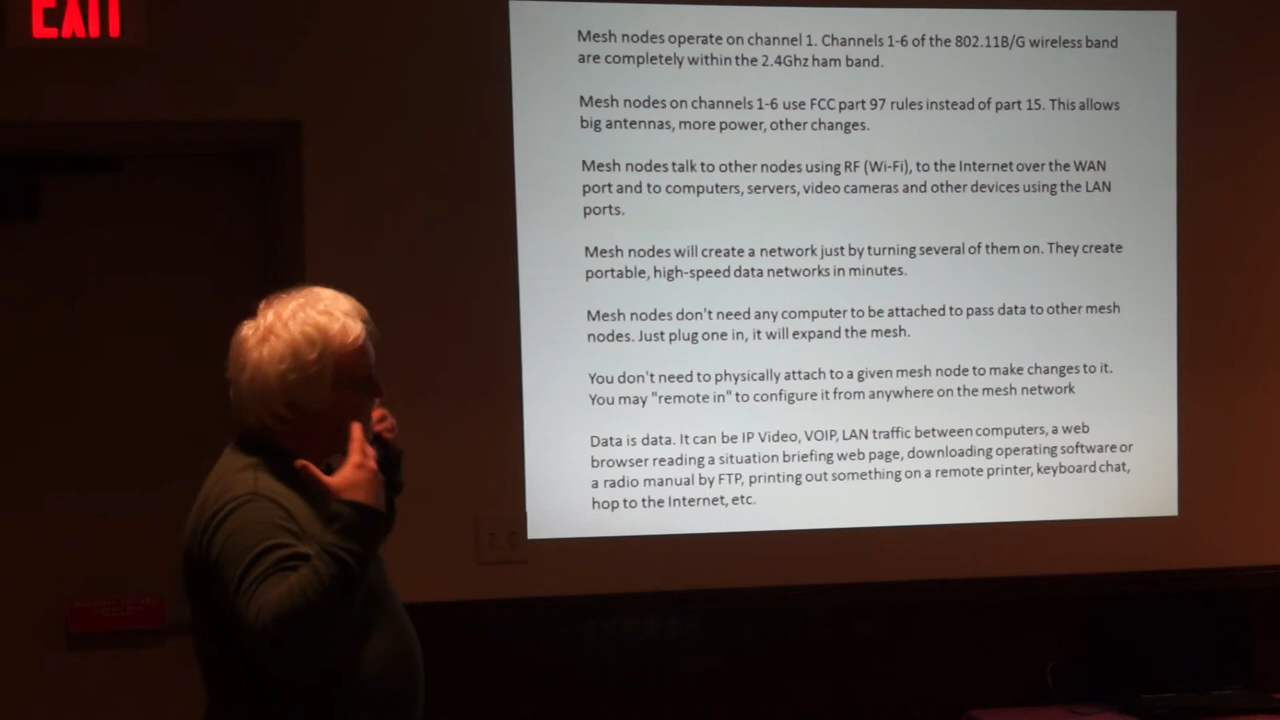 EXIT
Mesh nodes operate on channel 1. Channels 1-6 of the 802.11B/G wireless band
are completely within the 2.4Ghz ham band.
Mesh nodes on channels 1-6 use FCC part 97 rules instead of part 15. This allows
big antennas, more power, other changes.
Mesh nodes talk to other nodes using RF (Wi-Fi), to the Internet over the WAN
port and to computers, servers, video cameras and other devices using the LAN
ports.
Mesh nodes will create a network just by turning several of them on. They create
portable, high-speed data networks in minutes.
Mesh nodes don't need any computer to be attached to pass data to other mesh
nodes. Just plug one in, it will expand the mesh.
You don't need to physically attach to a given mesh node to make changes to it.
You may "remote in" to configure it from anywhere on the mesh network
Data is data. It can be IP Video, VOIP, LAN traffic between computers, a web
browser reading a situation briefing web page, downloading operating software or
a radio manual by FTP, printing out something on a remote printer, keyboard chat,
hop to the Internet, etc.